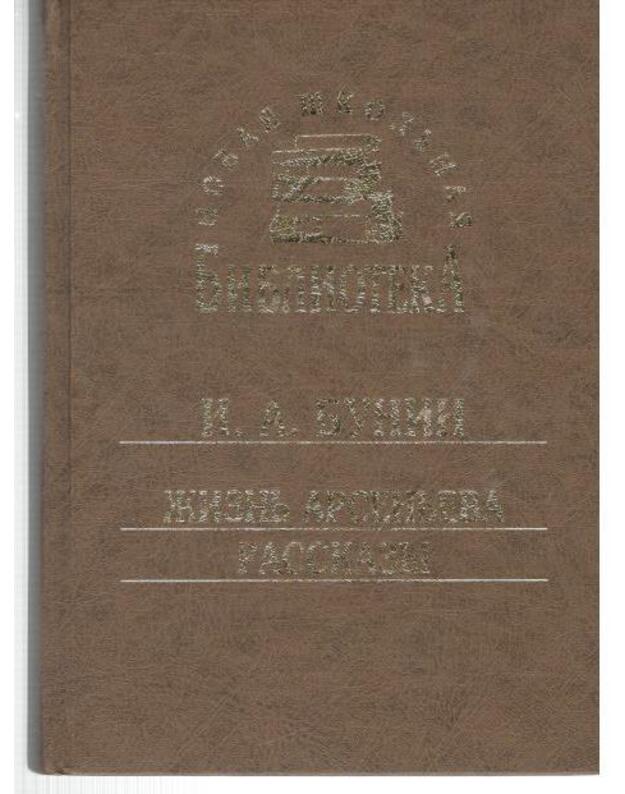 НОВАЯ ШКОЛЬНАЯ
БИБЛИОТЕКА
И. А. БУНИН
ЖИЗНЬ АРСЕНЬЕВА
РАССКАЗЫ